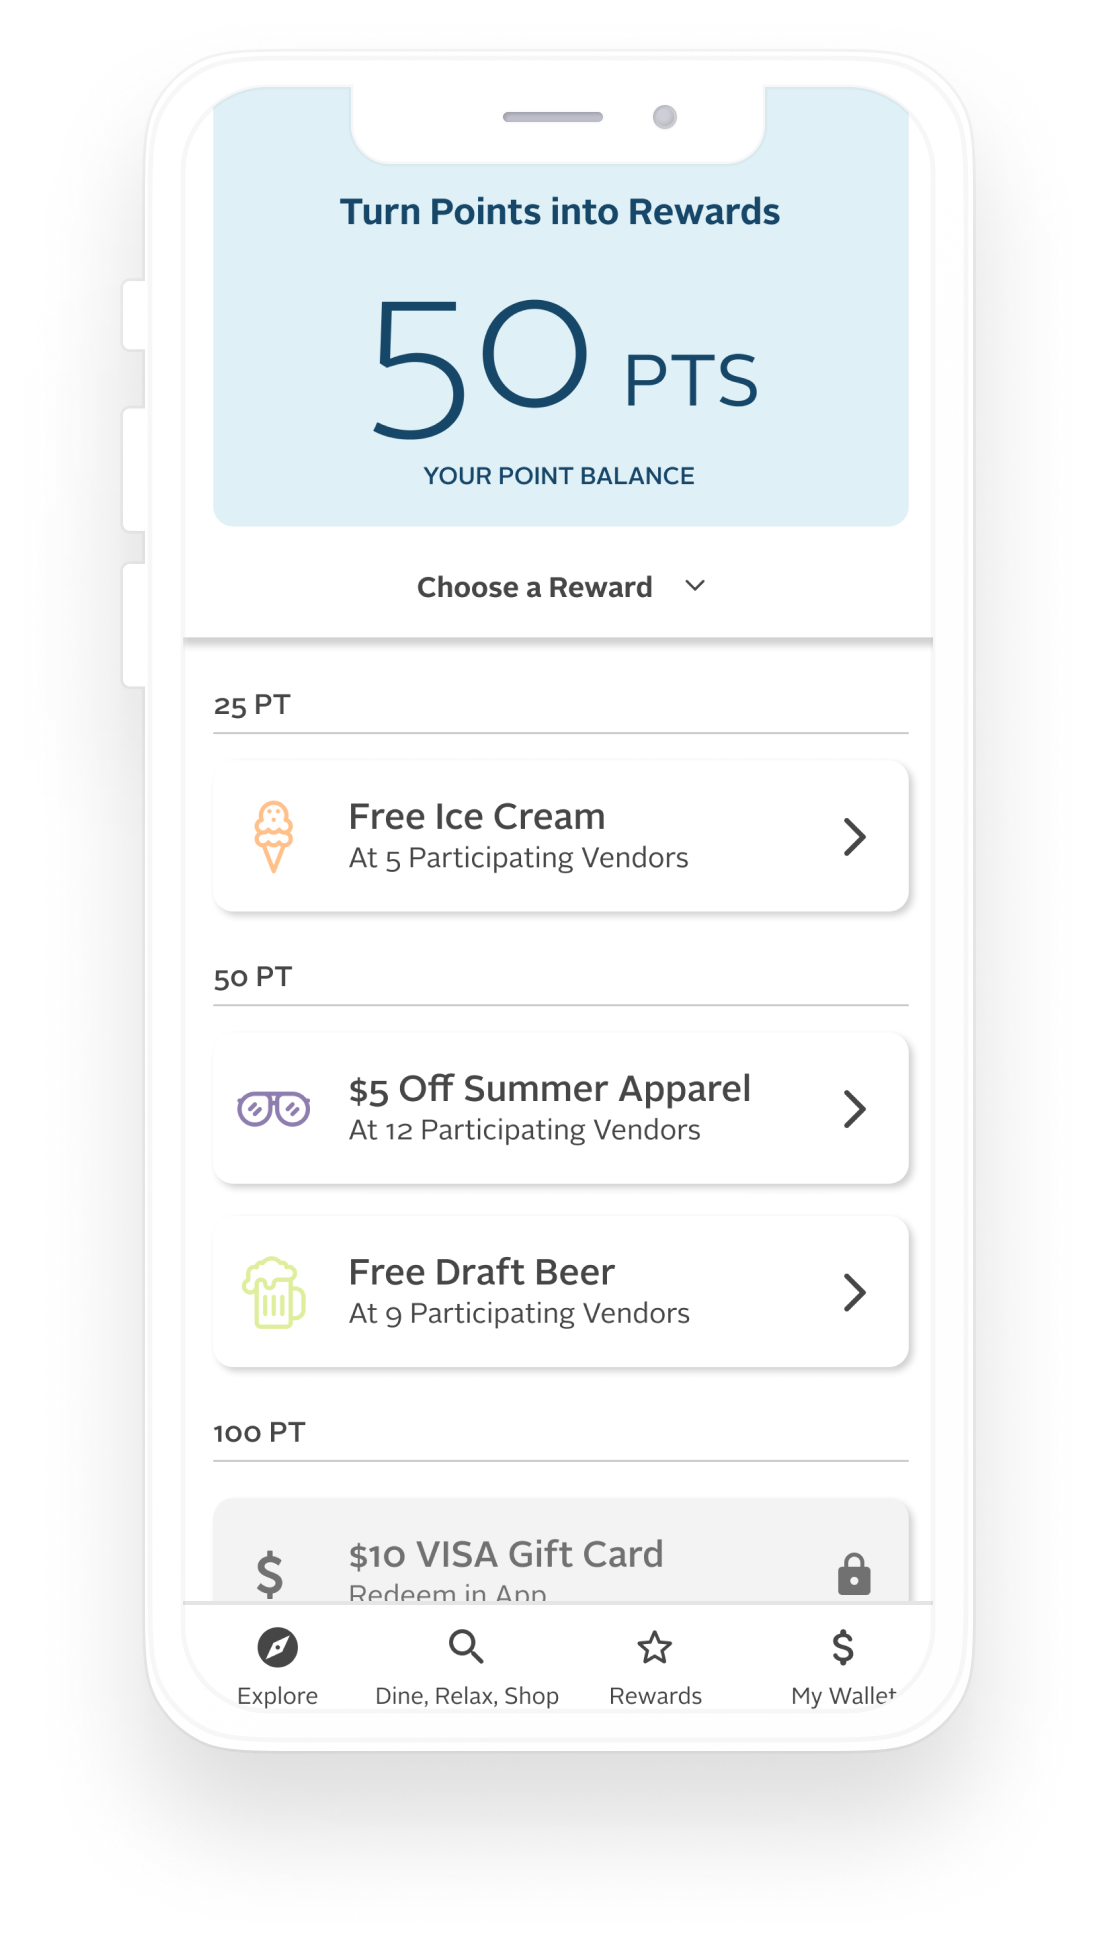 Turn Points into Rewards
50 PTS
YOUR POINT BALANCE
Choose a Reward
25 PT
Free Ice Cream
At 5 Participating Vendors
50 PT
$5 Off Summer Apparel
At 12 Participating Vendors
Free Draft Beer
At 9 Participating Vendors
100 PT
$10 VISA Gift Card
Redeem in App
Explore
Dine, Relax, Shop
Rewards
My Wallet